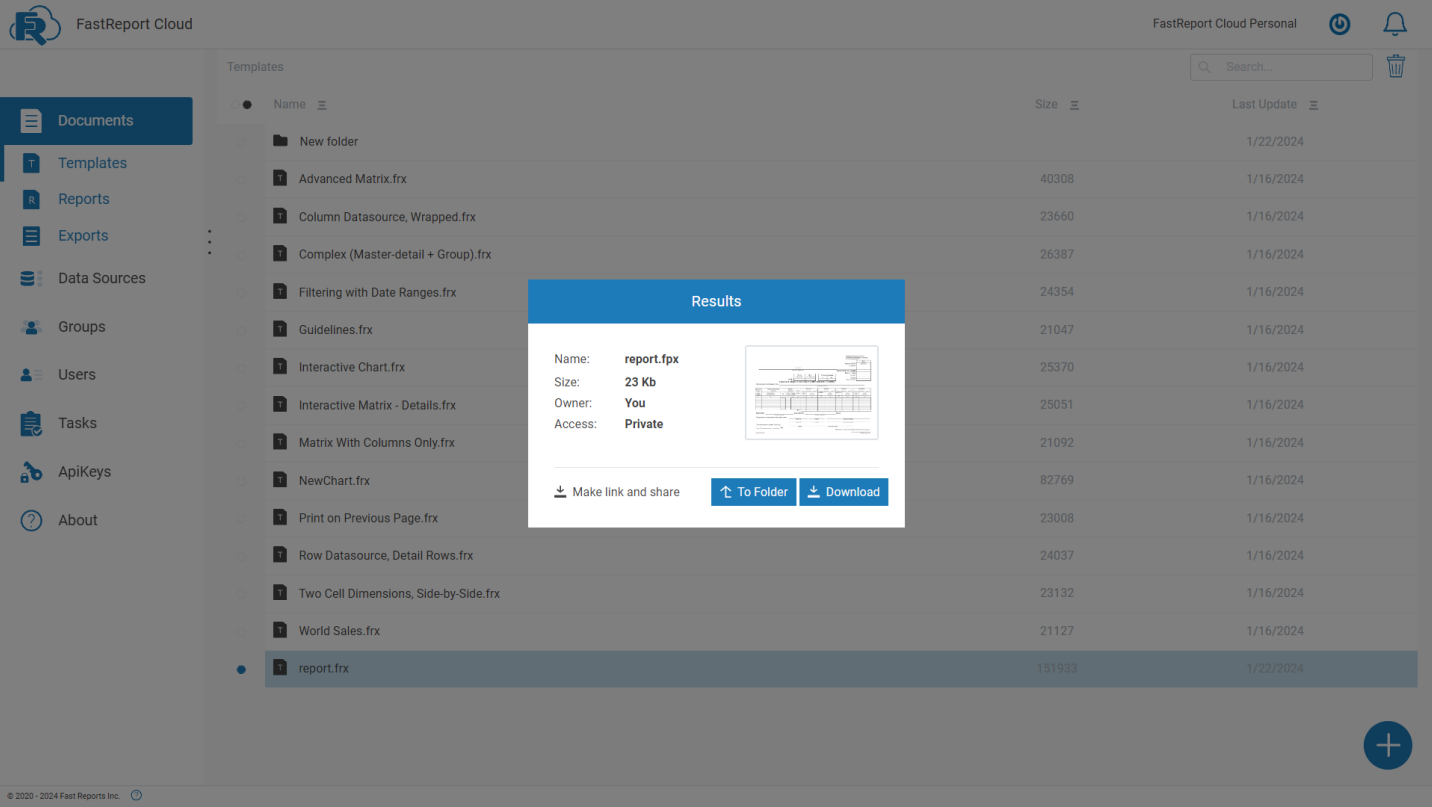 FastReport Cloud
FastReport Cloud Personal
Templates
Search...
Name
Size
Last Update
Documents
Templates
Reports
Exports
Data Sources
Groups
Users
Tasks
ApiKeys
About
New folder 1/22/2024
Advanced Matrix.frx 40308 1/16/2024
Column Datasource, Wrapped.frx 23660 1/16/2024
Complex (Master-detail + Group).frx 26387 1/16/2024
Filtering with Date Ranges.frx 24354 1/16/2024
Guidelines.frx 21047 1/16/2024
Interactive Chart.frx 25370 1/16/2024
Interactive Matrix - Details.frx 25051 1/16/2024
Matrix With Columns Only.frx 21092 1/16/2024
NewChart.frx 82769 1/16/2024
Print on Previous Page.frx 23008 1/16/2024
Row Datasource, Detail Rows.frx 24037 1/16/2024
Two Cell Dimensions, Side-by-Side.frx 23132 1/16/2024
World Sales.frx 21127 1/16/2024
report.frx 151933 1/22/2024
Results
Name: report.fpx
Size: 23 Kb
Owner: You
Access: Private
Make link and share
To Folder
Download
© 2020 - 2024 Fast Reports Inc.